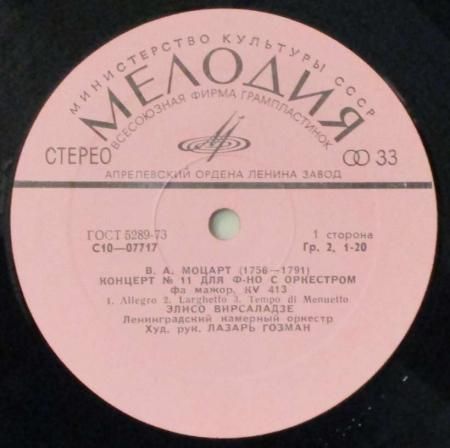 МИНИСТЕРСТВО КУЛЬТУРЫ СССР
МЕЛОДИЯ
ВСЕСОЮЗНАЯ ФИРМА ГРАМПЛАСТИНОК
СТЕРЕО
33
АПРЕЛЕВСКИЙ ОРДЕНА ЛЕНИНА ЗАВОД
ГОСТ 5289-73
С10—07717
1 сторона
Гр. 2, 1-20
В. А. МОЦАРТ (1756—1791)
КОНЦЕРТ № 11 ДЛЯ Ф-НО С ОРКЕСТРОМ
фа мажор, KV 413
1. Allegro 2. Larghetto 3. Tempo di Menuetto
ЭЛИСО ВИРСАЛАДЗЕ
Ленинградский камерный оркестр
Худ. рук. ЛАЗАРЬ ГОЗМАН